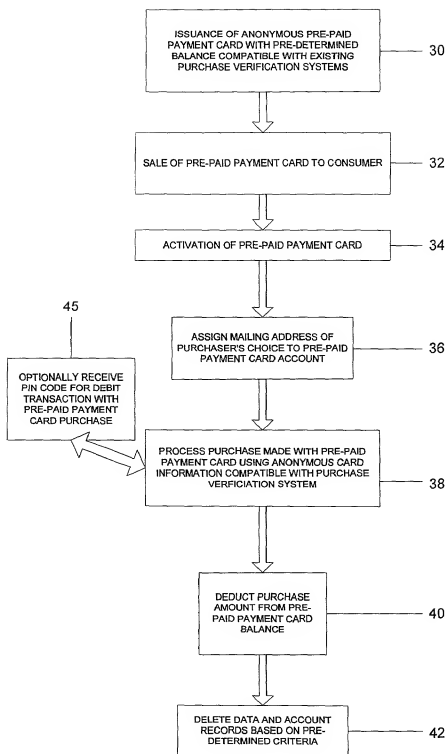 ISSUANCE OF ANONYMOUS PRE-PAID
PAYMENT CARD WITH PRE-DETERMINED
BALANCE COMPATIBLE WITH EXISTING
PURCHASE VERIFICATION SYSTEMS
30
SALE OF PRE-PAID PAYMENT CARD TO CONSUMER
32
ACTIVATION OF PRE-PAID PAYMENT CARD
34
ASSIGN MAILING ADDRESS OF
PURCHASER'S CHOICE TO PRE-PAID
PAYMENT CARD ACCOUNT
36
45
OPTIONALLY RECEIVE
PIN CODE FOR DEBIT
TRANSACTION WITH
PRE-PAID PAYMENT
CARD PURCHASE
PROCESS PURCHASE MADE WITH PRE-PAID
PAYMENT CARD USING ANONYMOUS CARD
INFORMATION COMPATIBLE WITH PURCHASE
VERFICIATION SYSTEM
38
DEDUCT PURCHASE
AMOUNT FROM PRE-
PAID PAYMENT CARD
BALANCE
40
DELETE DATA AND ACCOUNT
RECORDS BASED ON PRE-
DETERMINED CRITERIA
42